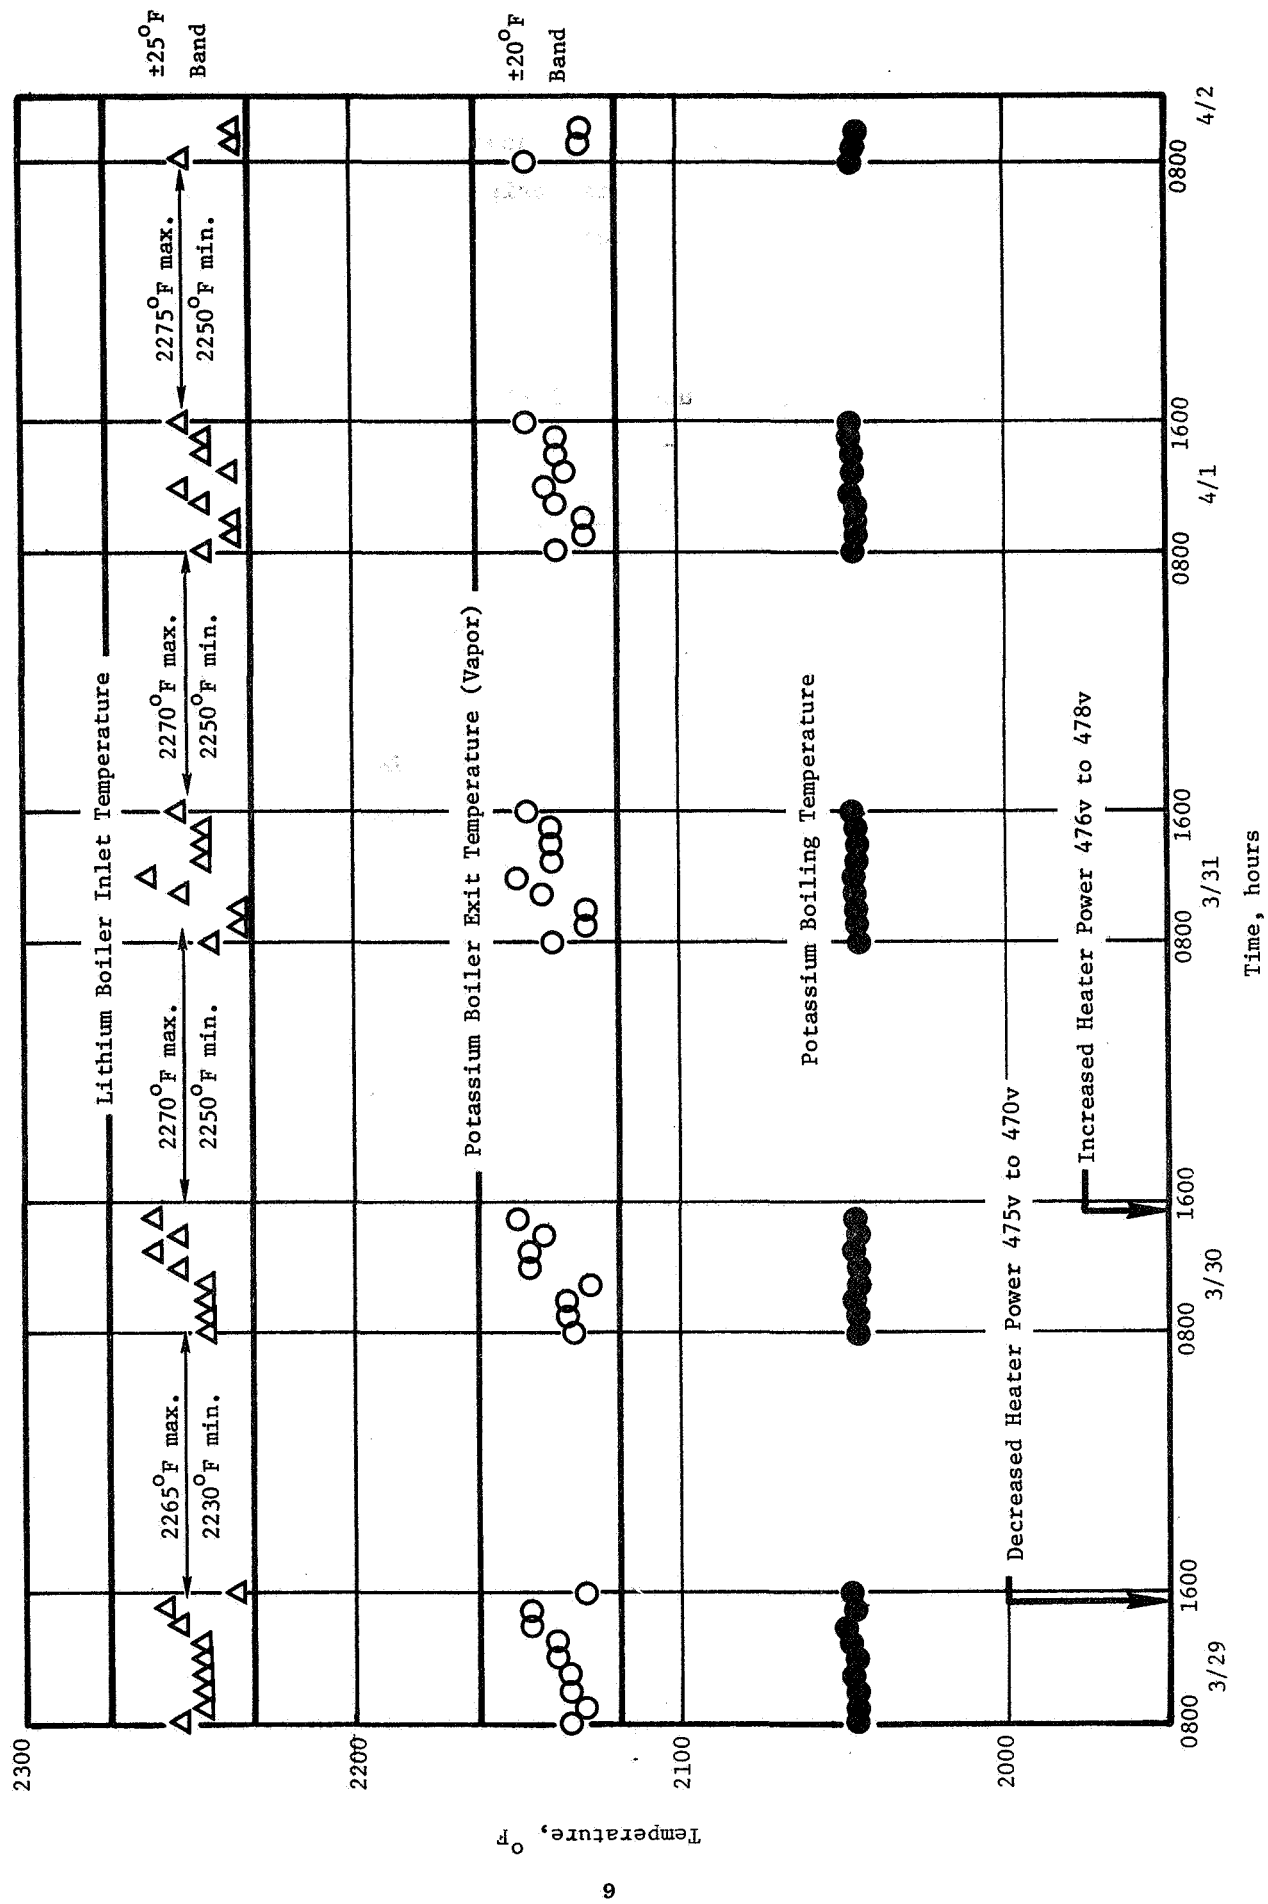 Temperature, °F
2300
2200
2100
2000
Lithium Boiler Inlet Temperature
±25°F
Band
2265°F max.
2230°F min.
2270°F max.
2250°F min.
2270°F max.
2250°F min.
2275°F max.
2250°F min.
Potassium Boiler Exit Temperature (Vapor)
±20°F
Band
Potassium Boiling Temperature
Decreased Heater Power 475v to 470v
Increased Heater Power 476v to 478v
0800
1600
0800
1600
0800
1600
0800
1600
0800
3/29
3/30
3/31
4/1
4/2
Time, hours
6